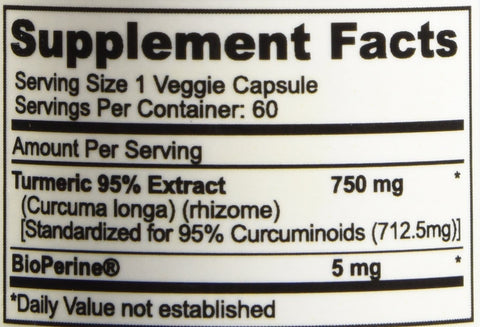 Supplement Facts
Serving Size 1 Veggie Capsule
Servings Per Container: 60
Amount Per Serving
Turmeric 95% Extract 750 mg *
(Curcuma longa) (rhizome)
[Standardized for 95% Curcuminoids (712.5mg)]
BioPerine® 5 mg *
*Daily Value not established